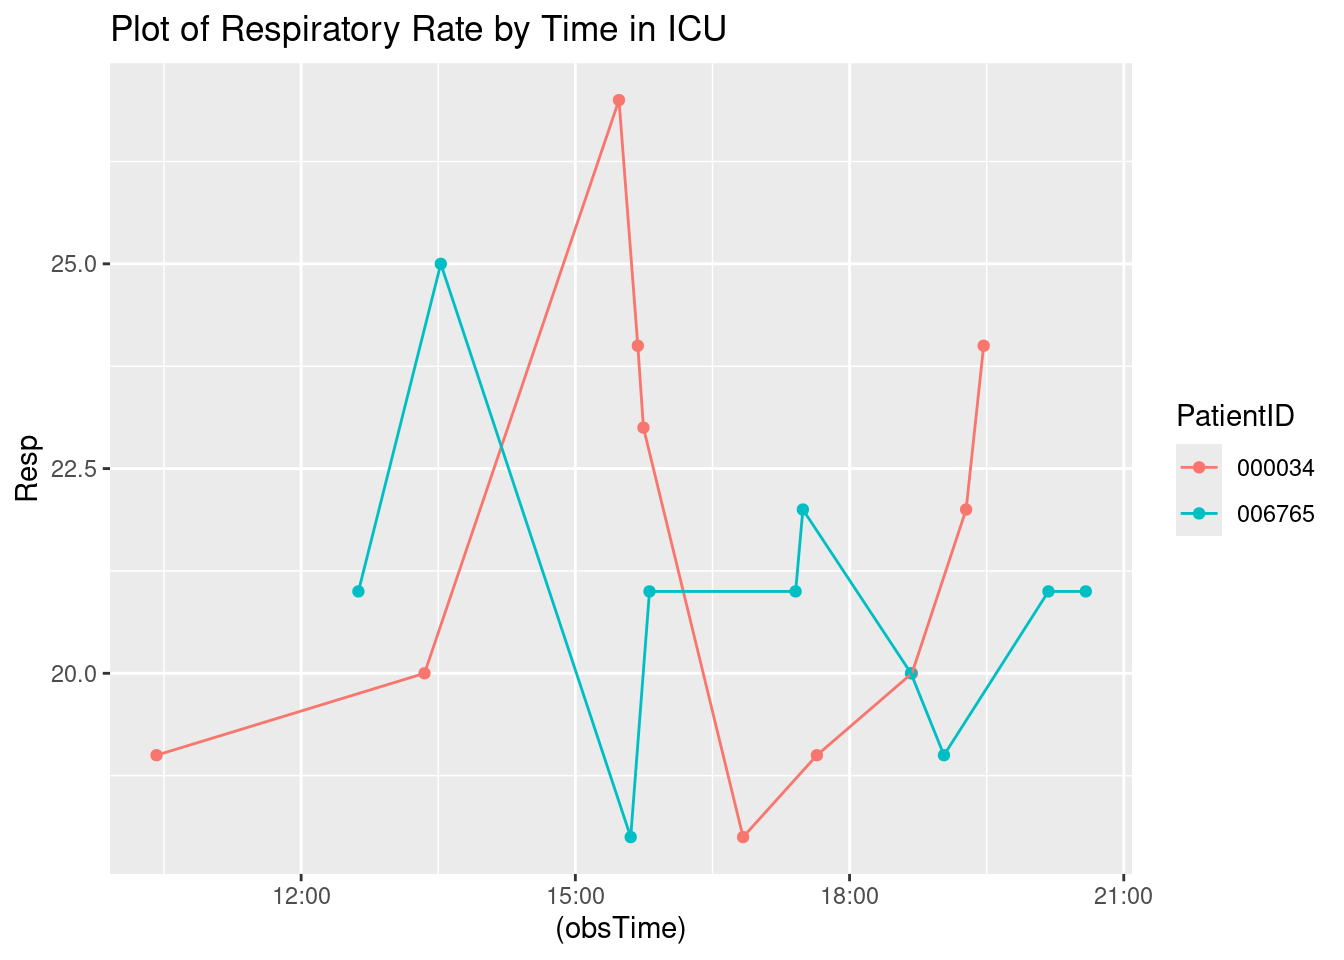 Plot of Respiratory Rate by Time in ICU
Resp
25.0
22.5
20.0
12:00 15:00 18:00 21:00
(obsTime)
PatientID
000034
006765